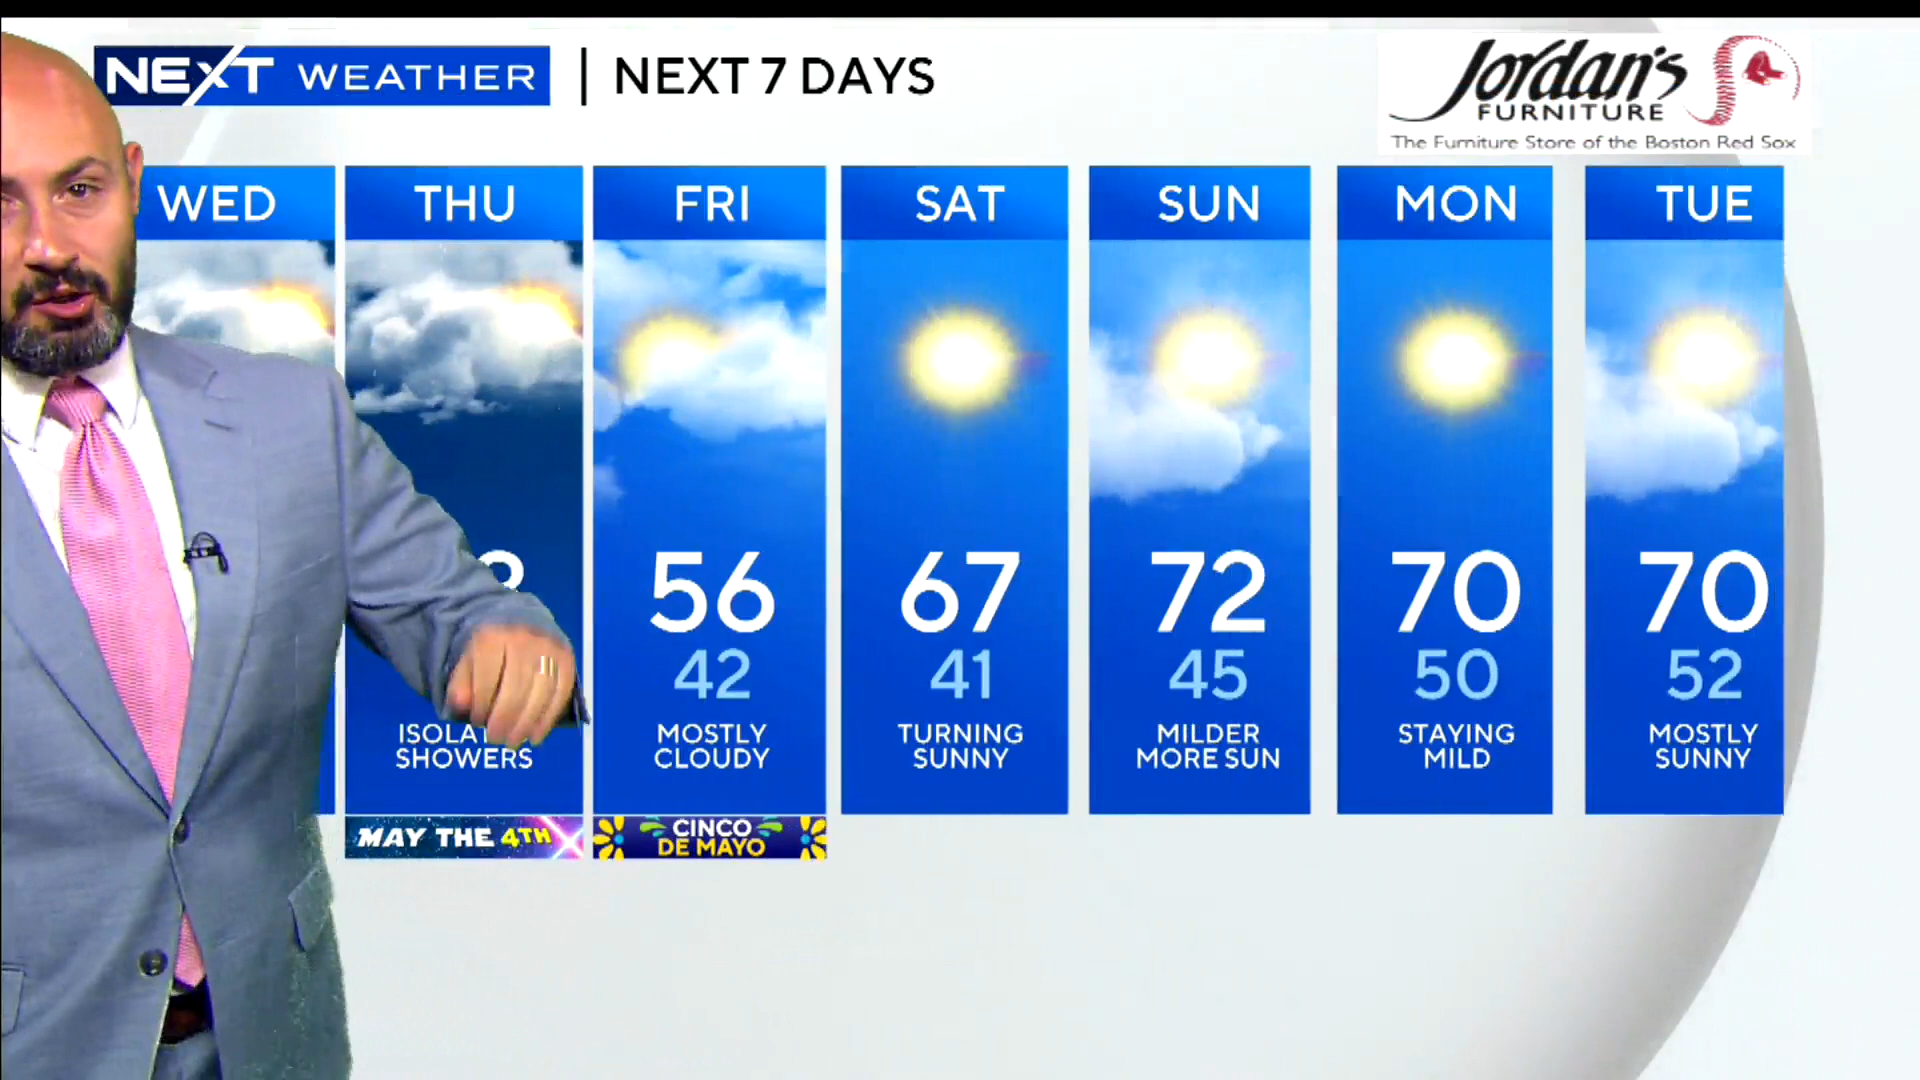 NEXT WEATHER | NEXT 7 DAYS
Jordan's
FURNITURE
The Furniture Store of the Boston Red Sox
WED
THU
ISOLA
SHOWERS
MAY THE 4TH
FRI
56
42
MOSTLY
CLOUDY
CINCO
DE MAYO
SAT
67
41
TURNING
SUNNY
SUN
72
45
MILDER
MORE SUN
MON
70
50
STAYING
MILD
TUE
70
52
MOSTLY
SUNNY